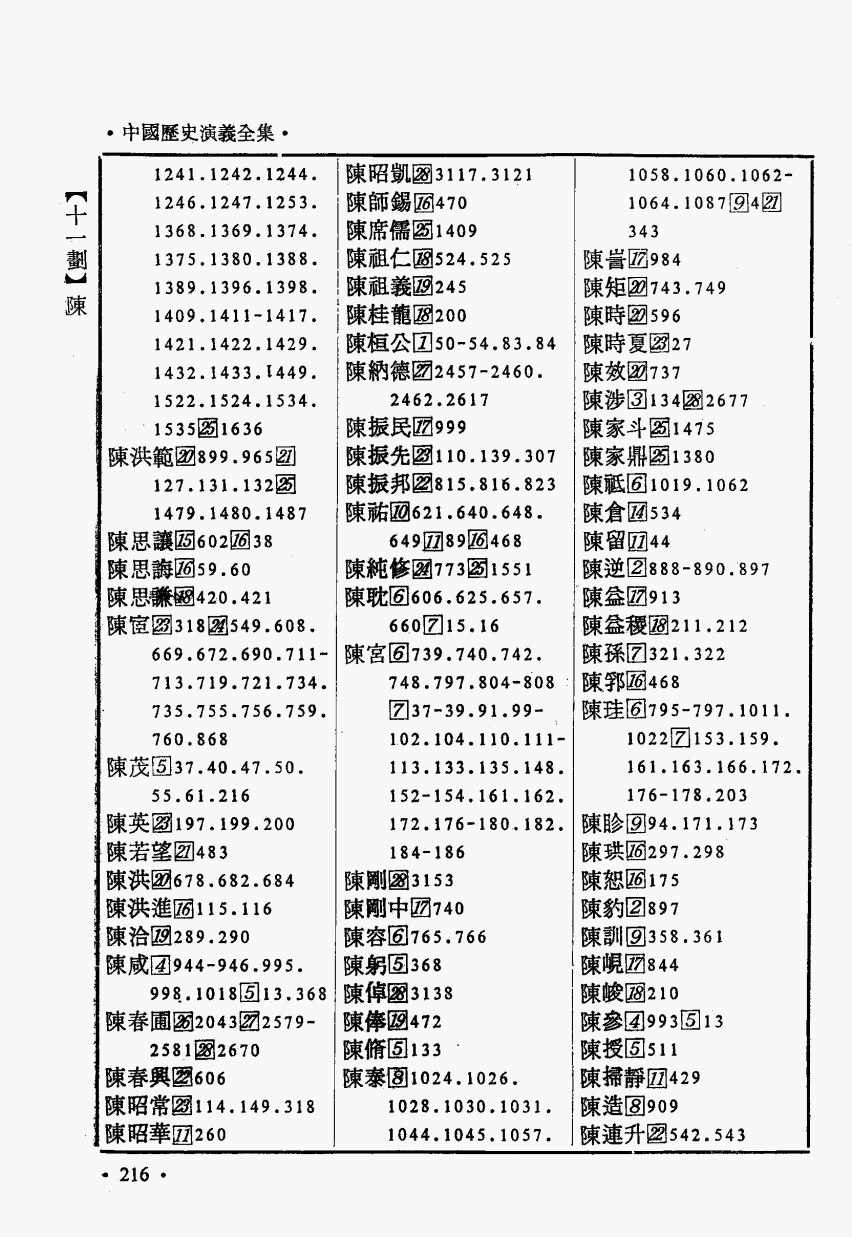 ·中國歷史演義全集·
【十一劃】陳
1241.1242.1244.
1246.1247.1253.
1368.1369.1374.
1375.1380.1388.
1389.1396.1398.
1409.1411-1417.
1421.1422.1429.
1432.1433.1449.
1522.1524.1534.
1535㉕1636
陳洪範⑳899.965㉑
127.131.132㉕
1479.1480.1487
陳思讓⑮602⑯38
陳思誨⑯59.60
陳思謙⑱420.421
陳宧㉓318㉔549.608.
669.672.690.711-
713.719.721.734.
735.755.756.759.
760.868
陳茂⑤37.40.47.50.
55.61.216
陳英㉓197.199.200
陳若望㉑483
陳洪⑳678.682.684
陳洪進⑯115.116
陳洽⑲289.290
陳咸④944-946.995.
998.1018⑤13.368
陳春圃㉖2043㉗2579-
2581㉘2670
陳春興㉒606
陳昭常㉓114.149.318
陳昭華⑪260
陳昭凱㉘3117.3121
陳師錫⑯470
陳席儒㉕1409
陳祖仁⑱524.525
陳祖義⑲245
陳桂龍⑱200
陳桓公①50-54.83.84
陳納德㉗2457-2460.
2462.2617
陳振民⑰999
陳振先㉓110.139.307
陳振邦㉒815.816.823
陳祐⑩621.640.648.
649⑪89⑯468
陳純修㉔773㉕1551
陳耽⑥606.625.657.
660⑦15.16
陳宮⑥739.740.742.
748.797.804-808
⑦37-39.91.99-
102.104.110.111-
113.133.135.148.
152-154.161.162.
172.176-180.182.
184-186
陳剛㉘3153
陳剛中⑰740
陳容⑥765.766
陳躬⑤368
陳倬㉘3138
陳俸⑲472
陳脩⑤133
陳泰⑧1024.1026.
1028.1030.1031.
1044.1045.1057.
1058.1060.1062-
1064.1087⑨4㉑
343
陳豈⑰984
陳矩⑳743.749
陳時⑳596
陳時夏㉓27
陳效⑳737
陳涉③134㉘2677
陳家斗㉕1475
陳家鼎㉕1380
陳祗⑥1019.1062
陳倉⑭534
陳留⑪44
陳逆②888-890.897
陳益⑰913
陳益稷⑱211.212
陳孫⑦321.322
陳郛⑯468
陳珪⑥795-797.1011.
1022⑦153.159.
161.163.166.172.
176-178.203
陳眕⑨94.171.173
陳珙⑯297.298
陳恕⑯175
陳豹②897
陳訓⑨358.361
陳峴⑰844
陳峻⑱210
陳參④993⑤13
陳授⑤511
陳掃靜⑪429
陳造⑧909
陳連升㉒542.543
·216·